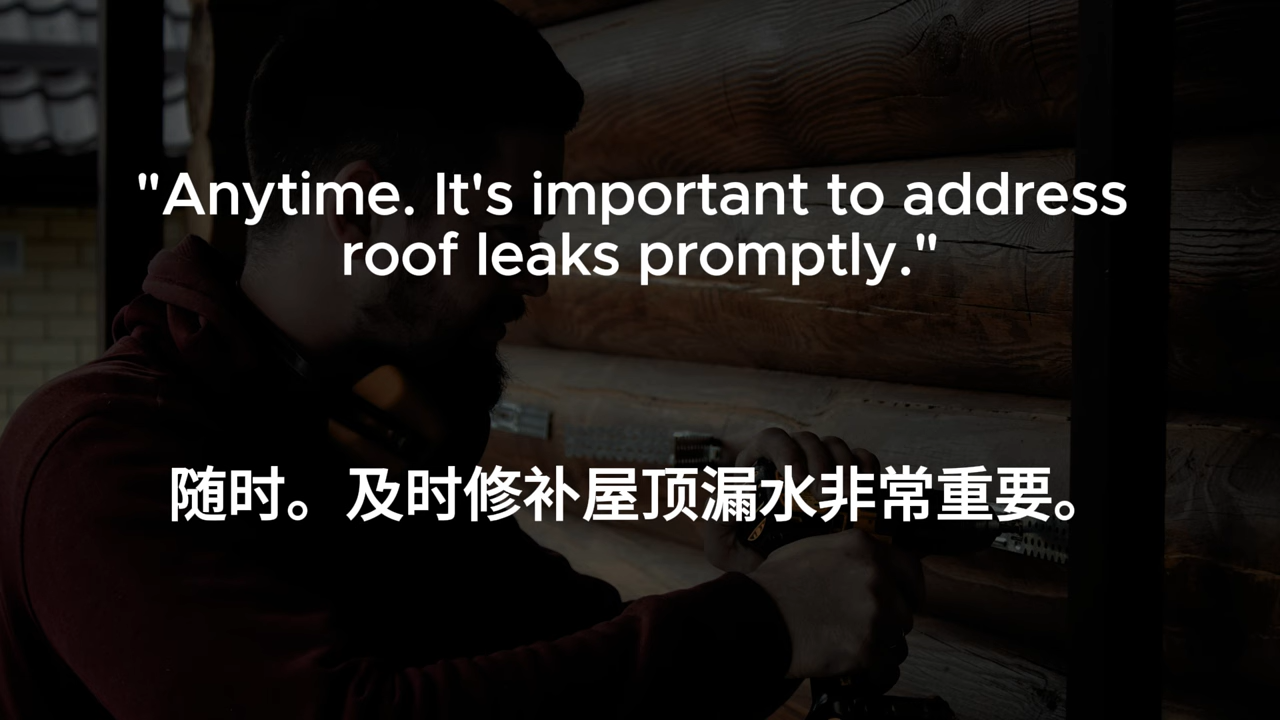 "Anytime. It's important to address
roof leaks promptly."
随时。及时修补屋顶漏水非常重要。